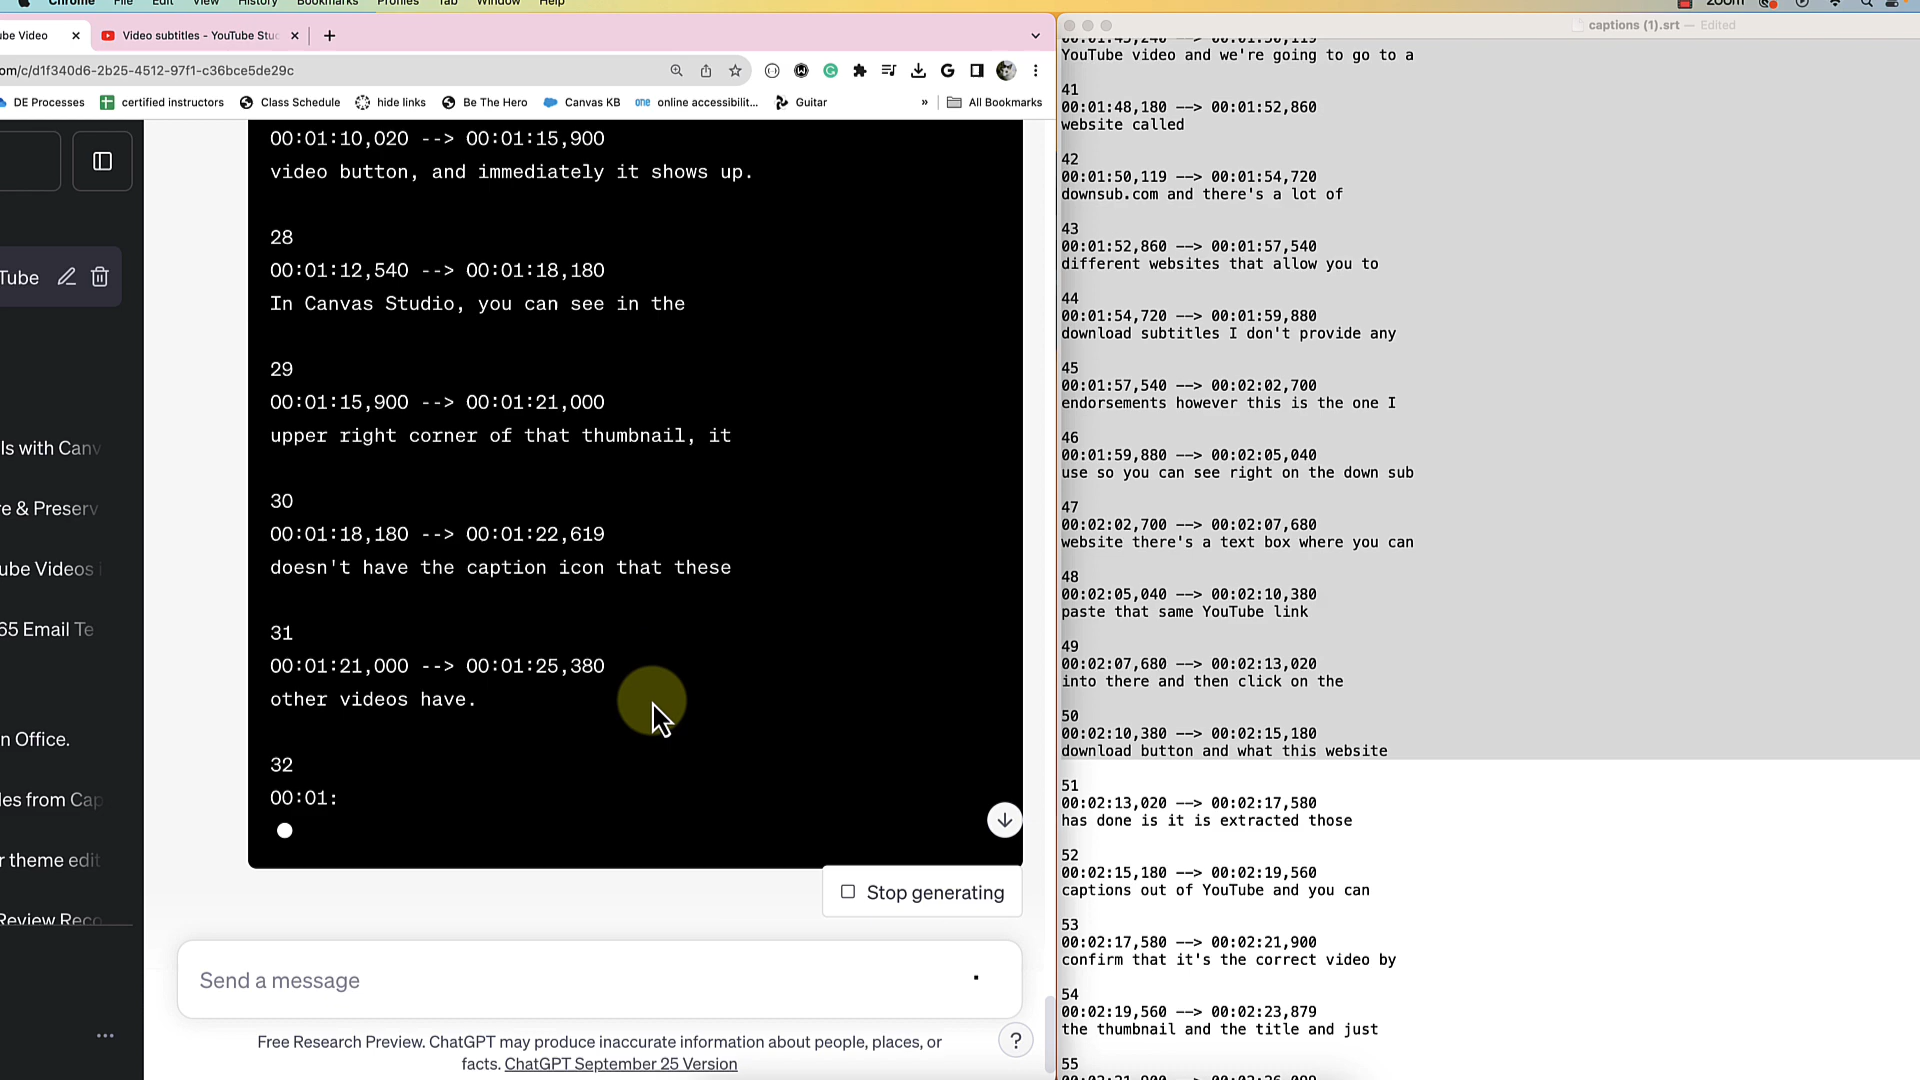 Chrome File Edit View History Bookmarks Profiles Tab Window Help
zoom
be Video
Video subtitles - YouTube Stu
om/c/d1f340d6-2b25-4512-97f1-c36bce5de29c
DE Processes certified instructors Class Schedule hide links Be The Hero Canvas KB one online accessibilit... Guitar » All Bookmarks
Tube
ls with Canv
e & Preserv
ube Videos i
65 Email Te
n Office.
les from Cap
r theme edit
Review Reco
00:01:10,020 --> 00:01:15,900
video button, and immediately it shows up.
28
00:01:12,540 --> 00:01:18,180
In Canvas Studio, you can see in the
29
00:01:15,900 --> 00:01:21,000
upper right corner of that thumbnail, it
30
00:01:18,180 --> 00:01:22,619
doesn't have the caption icon that these
31
00:01:21,000 --> 00:01:25,380
other videos have.
32
00:01:
Stop generating
Send a message
Free Research Preview. ChatGPT may produce inaccurate information about people, places, or
facts. ChatGPT September 25 Version
?
captions (1).srt — Edited
YouTube video and we're going to go to a
41
00:01:48,180 --> 00:01:52,860
website called
42
00:01:50,119 --> 00:01:54,720
downsub.com and there's a lot of
43
00:01:52,860 --> 00:01:57,540
different websites that allow you to
44
00:01:54,720 --> 00:01:59,880
download subtitles I don't provide any
45
00:01:57,540 --> 00:02:02,700
endorsements however this is the one I
46
00:01:59,880 --> 00:02:05,040
use so you can see right on the down sub
47
00:02:02,700 --> 00:02:07,680
website there's a text box where you can
48
00:02:05,040 --> 00:02:10,380
paste that same YouTube link
49
00:02:07,680 --> 00:02:13,020
into there and then click on the
50
00:02:10,380 --> 00:02:15,180
download button and what this website
51
00:02:13,020 --> 00:02:17,580
has done is it is extracted those
52
00:02:15,180 --> 00:02:19,560
captions out of YouTube and you can
53
00:02:17,580 --> 00:02:21,900
confirm that it's the correct video by
54
00:02:19,560 --> 00:02:23,879
the thumbnail and the title and just
55